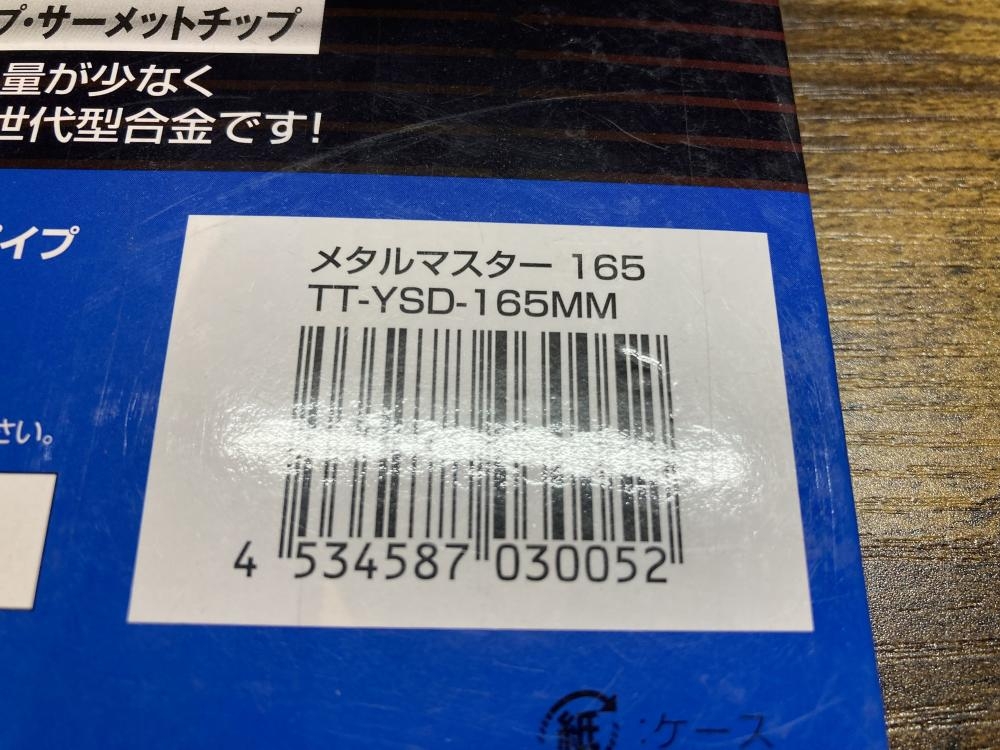 プ・サーメットチップ
量が少なく
世代型合金です!
パイプ
メタルマスター 165
TT-YSD-165MM
さい。
4 534587 030052
紙 :ケース